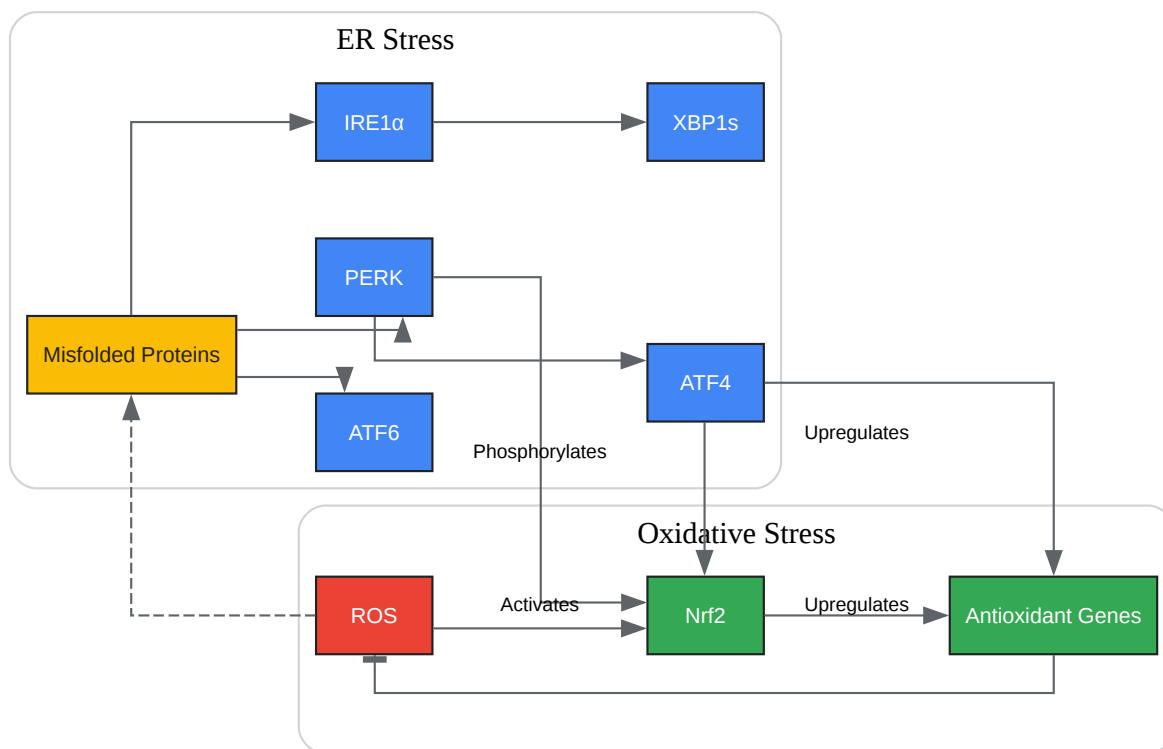 ER Stress
IRE1α
XBP1s
PERK
Misfolded Proteins
ATF4
ATF6
Upregulates
Phosphorylates
Oxidative Stress
ROS
Activates
Nrf2
Upregulates
Antioxidant Genes